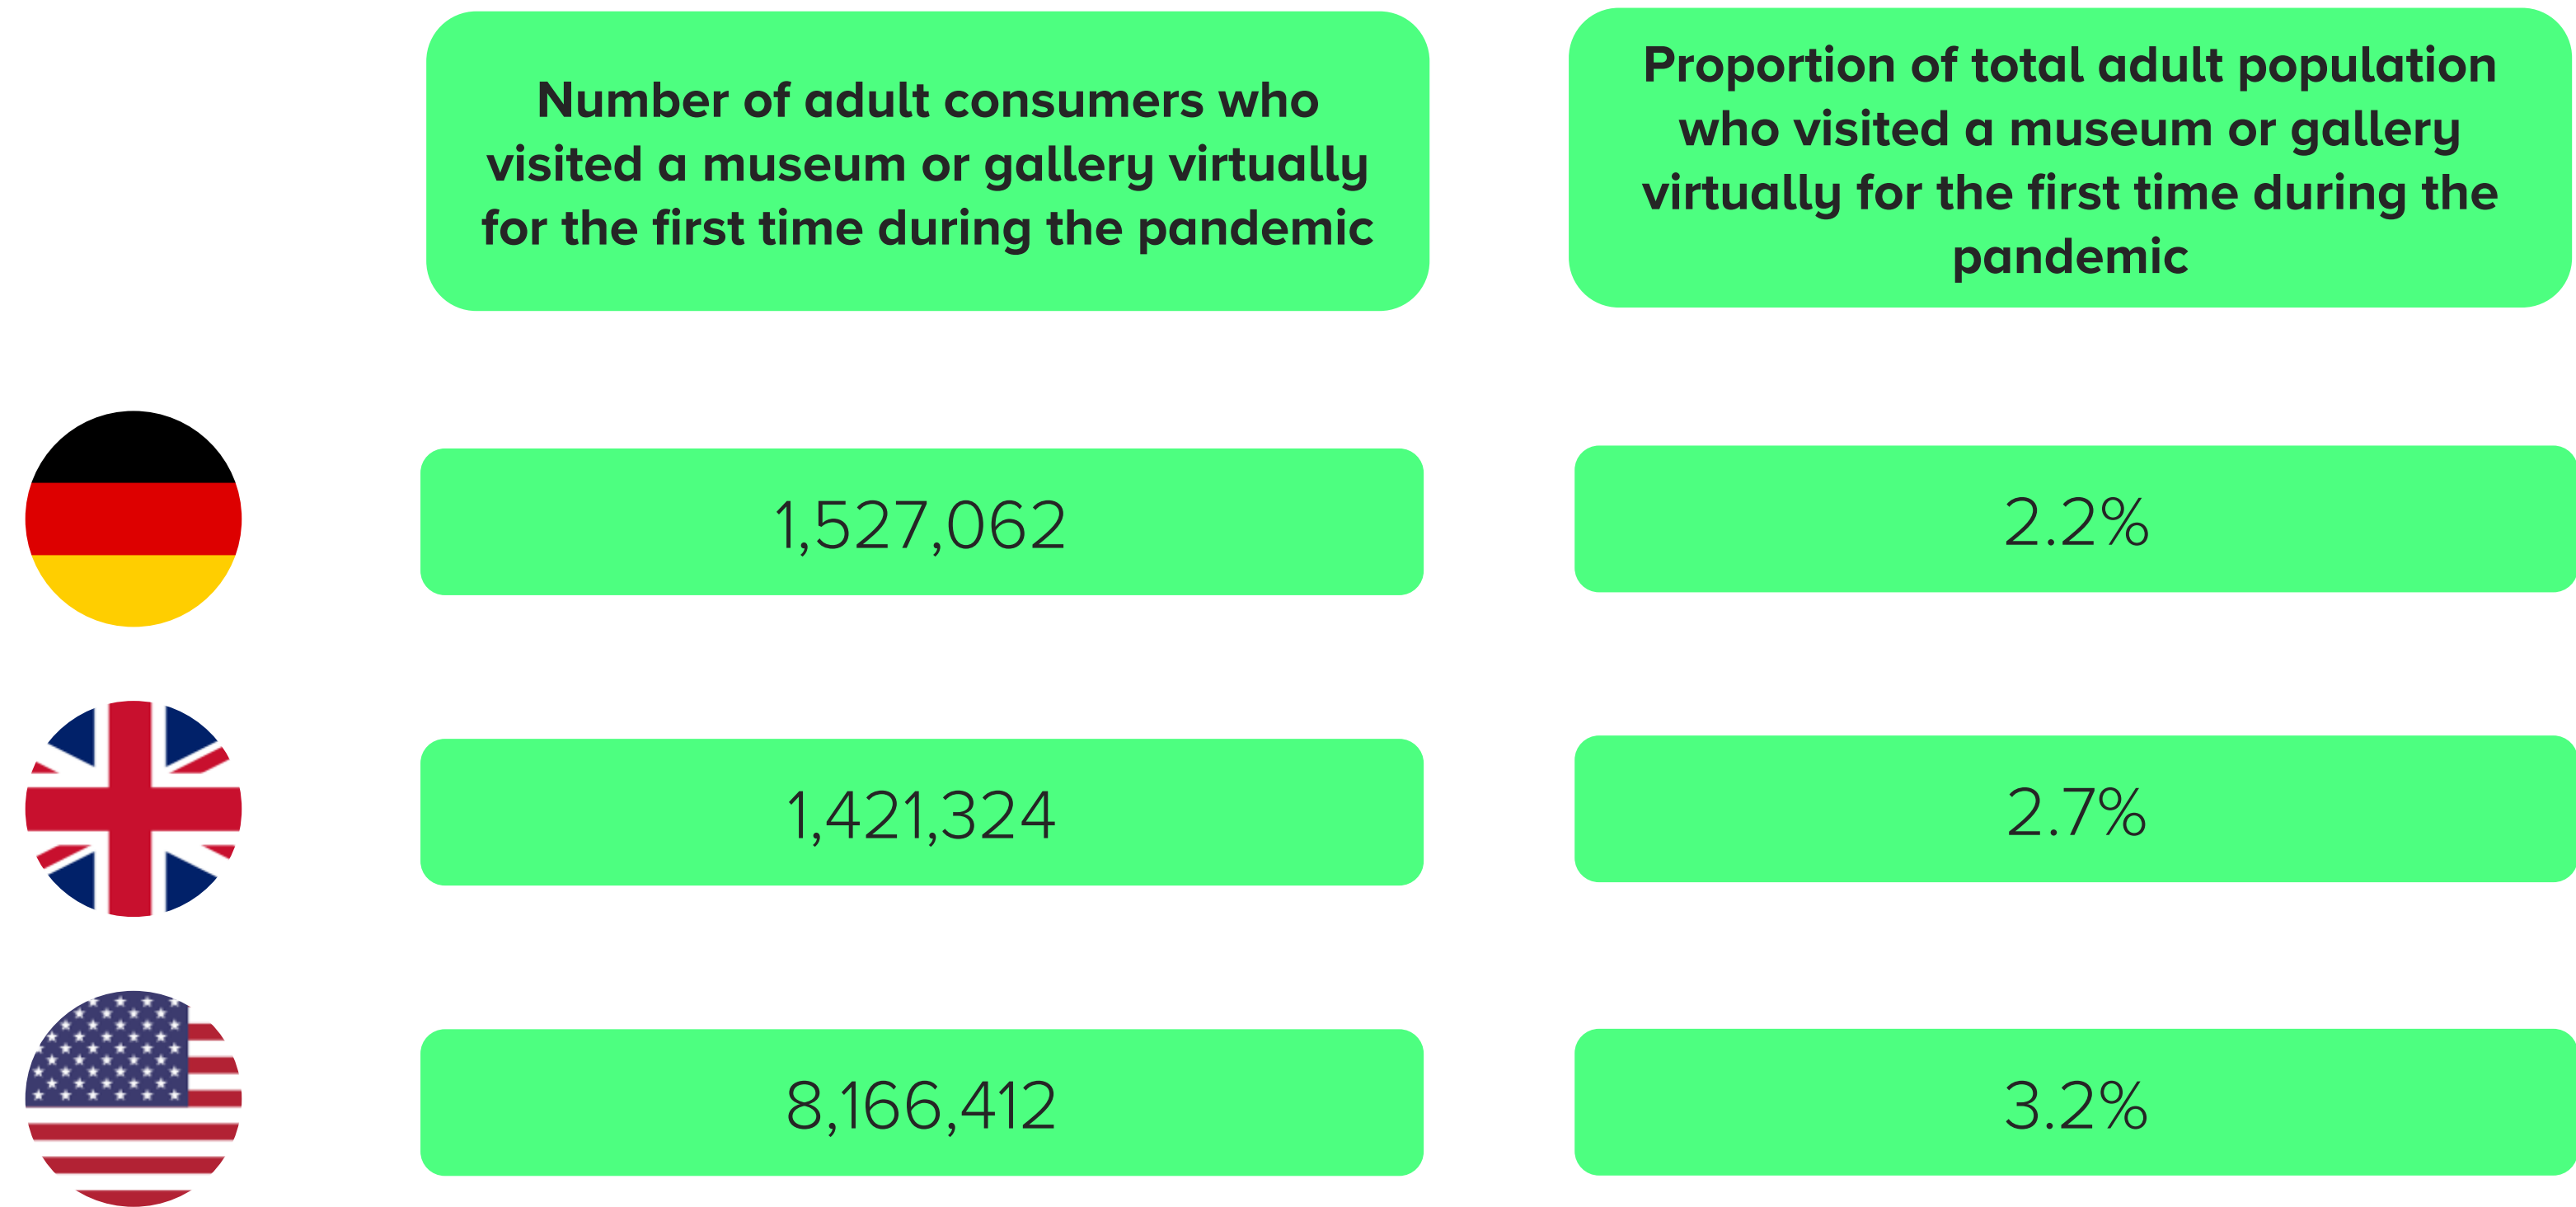 Number of adult consumers who
visited a museum or gallery virtually
for the first time during the pandemic
Proportion of total adult population
who visited a museum or gallery
virtually for the first time during the
pandemic
1,527,062
2.2%
1,421,324
2.7%
8,166,412
3.2%